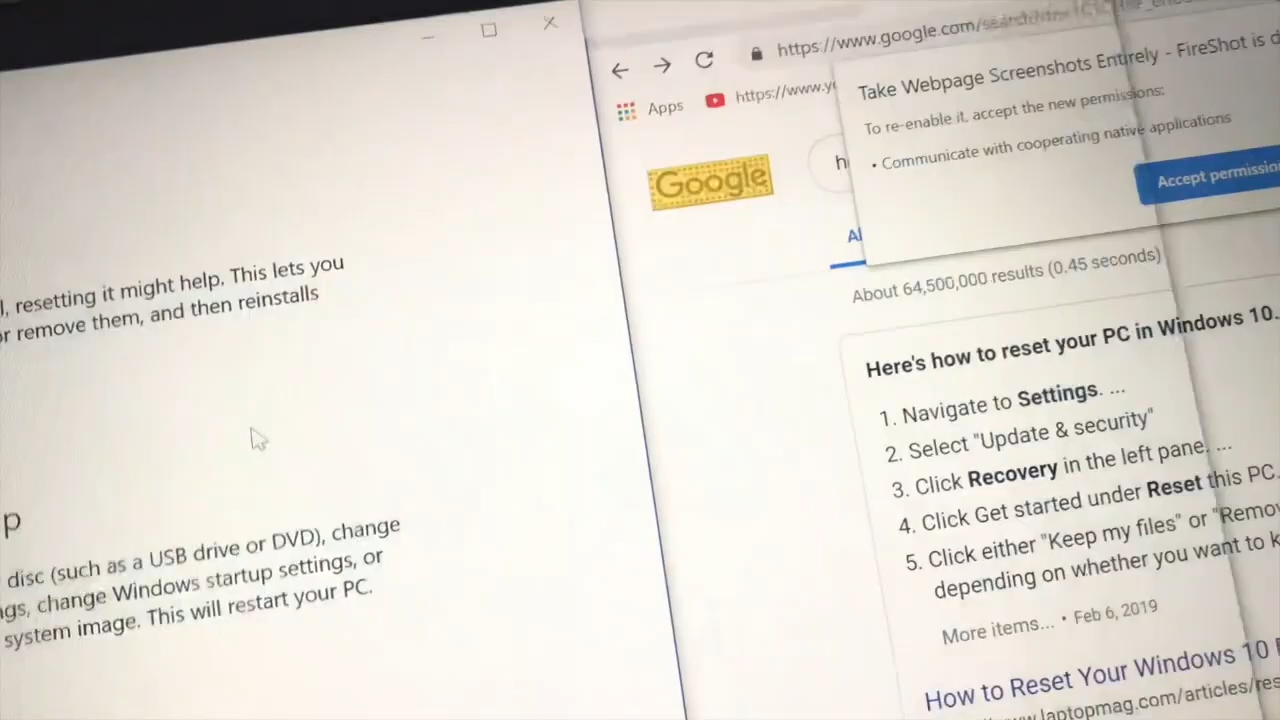 l, resetting it might help. This lets you
or remove them, and then reinstalls
p
disc (such as a USB drive or DVD), change
ngs, change Windows startup settings, or
system image. This will restart your PC.
https://www.google.com/search
Apps https://www.y
Take Webpage Screenshots Entirely - FireShot is d
To re-enable it, accept the new permissions:
• Communicate with cooperating native applications
Accept permission
Google
h
Al
About 64,500,000 results (0.45 seconds)
Here's how to reset your PC in Windows 10.
1. Navigate to Settings. ...
2. Select "Update & security"
3. Click Recovery in the left pane. ...
4. Click Get started under Reset this PC.
5. Click either "Keep my files" or "Remov
depending on whether you want to k
More items... • Feb 6, 2019
How to Reset Your Windows 10
www.laptopmag.com/articles/res